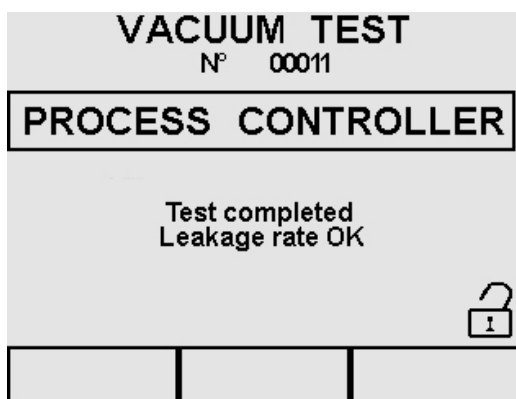 VACUUM TEST
N° 00011
PROCESS CONTROLLER
Test completed
Leakage rate OK
I